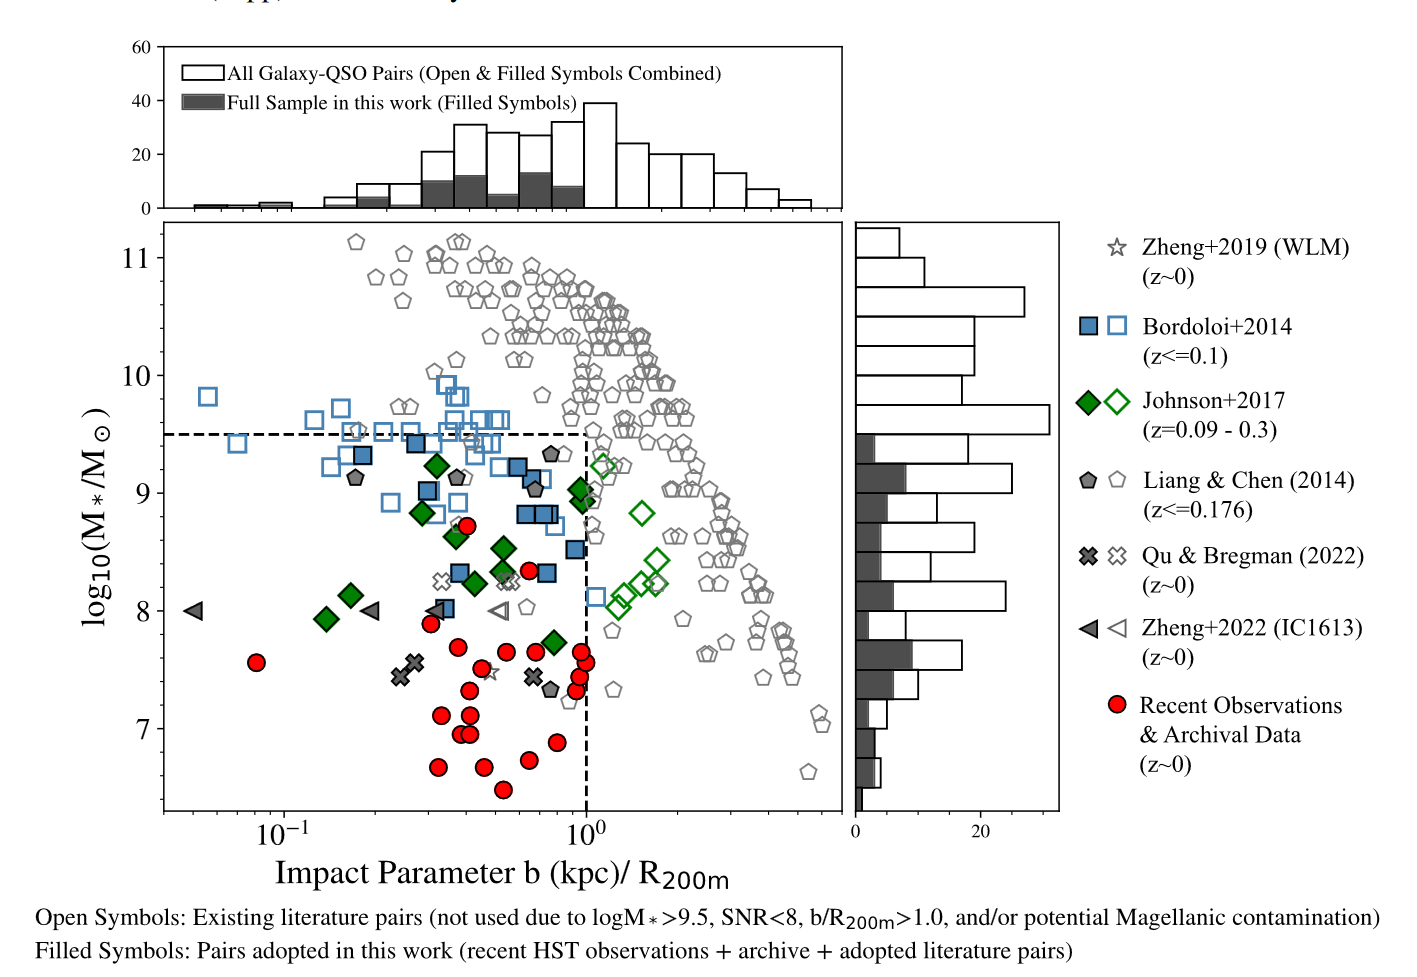 60
40
20
0
All Galaxy-QSO Pairs (Open & Filled Symbols Combined)
Full Sample in this work (Filled Symbols)
11
10
9
8
7
log10(M∗/M⊙)
10⁻¹
10⁰
Impact Parameter b (kpc)/ R200m
0
20
Zheng+2019 (WLM)
(z~0)
Bordoloi+2014
(z<=0.1)
Johnson+2017
(z=0.09 - 0.3)
Liang & Chen (2014)
(z<=0.176)
Qu & Bregman (2022)
(z~0)
Zheng+2022 (IC1613)
(z~0)
Recent Observations
& Archival Data
(z~0)
Open Symbols: Existing literature pairs (not used due to logM∗>9.5, SNR<8, b/R200m>1.0, and/or potential Magellanic contamination)
Filled Symbols: Pairs adopted in this work (recent HST observations + archive + adopted literature pairs)